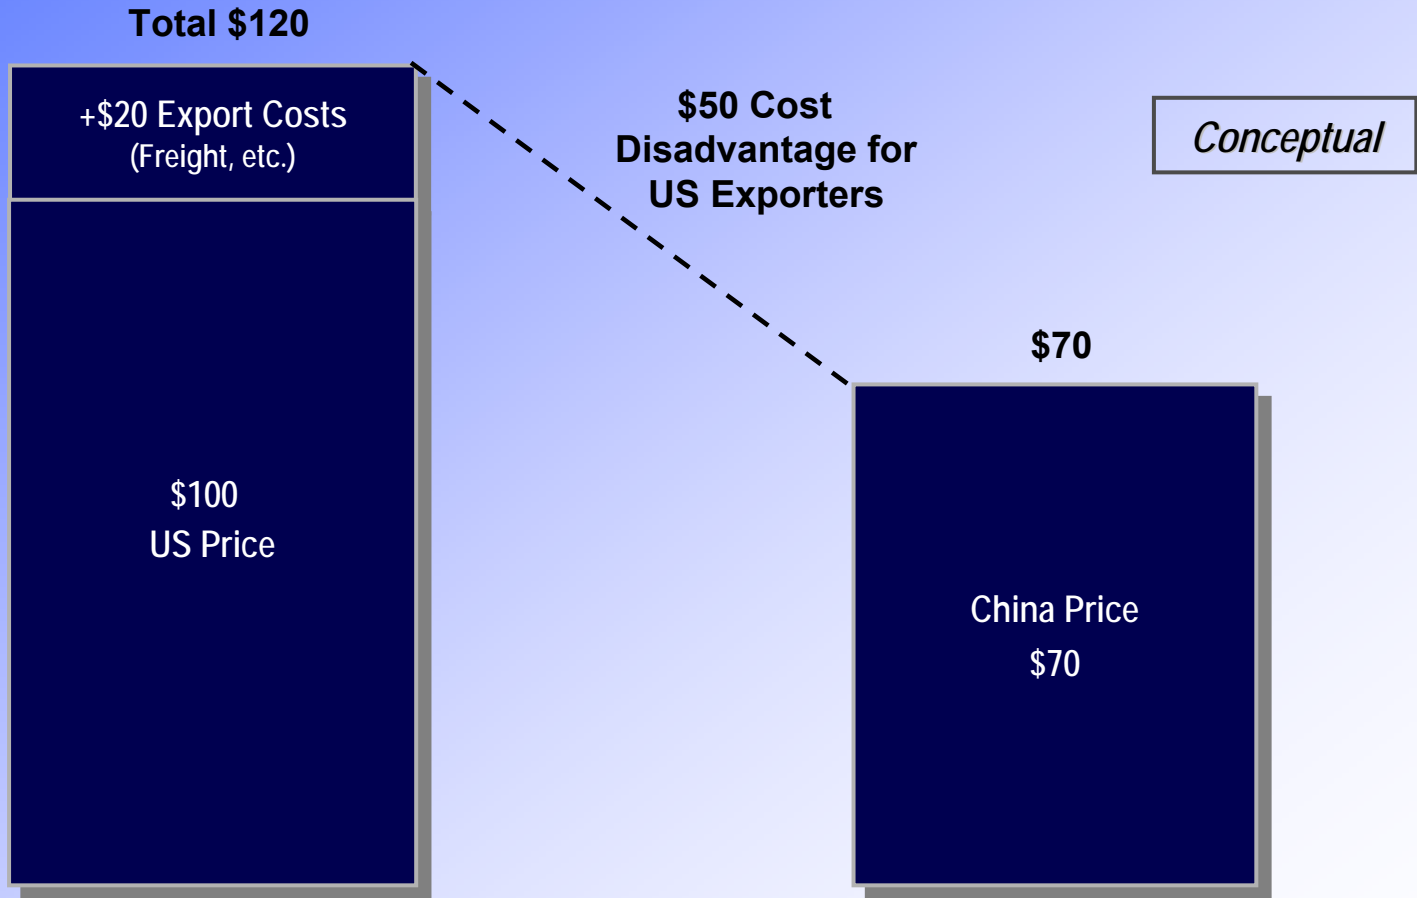 Total $120
+$20 Export Costs
(Freight, etc.)
$50 Cost
Disadvantage for
US Exporters
Conceptual
$70
$100
US Price
China Price
$70